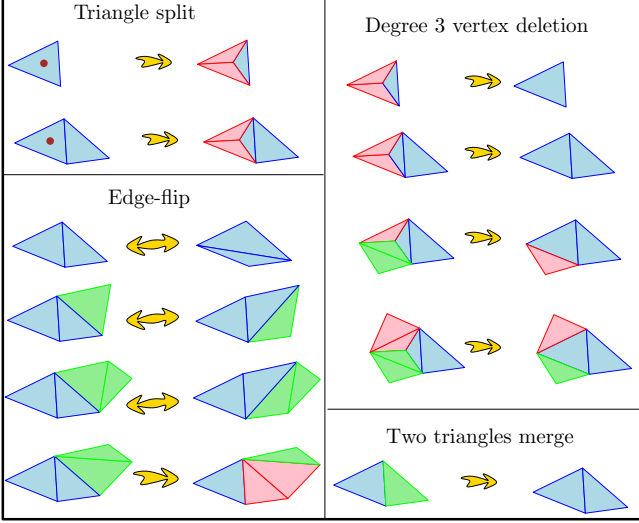 Triangle split
Degree 3 vertex deletion
Edge-flip
Two triangles merge